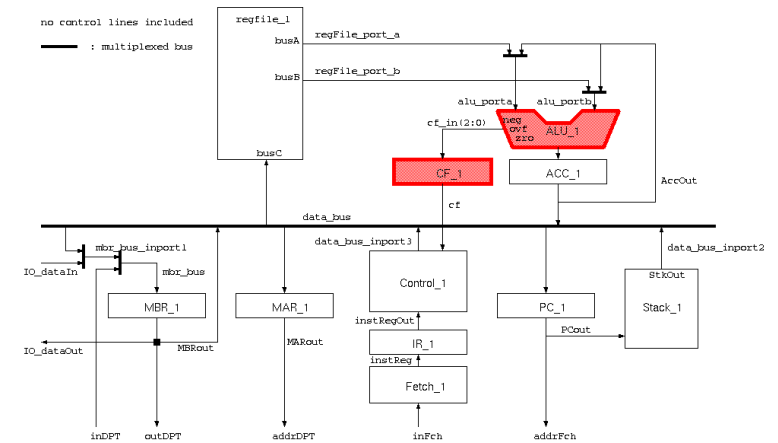 no control lines included
: multiplexed bus
regfile_1
busA
regFile_port_a
busB
regFile_port_b
alu_porta
alu_portb
cf_in(2:0)
neg
ovf
zro
ALU_1
busC
CF_1
ACC_1
AccOut
cf
data_bus
mbr_bus_inport1
data_bus_inport3
data_bus_inport2
IO_dataIn
mbr_bus
StkOut
Control_1
MBR_1
MAR_1
PC_1
Stack_1
instRegOut
PCout
IO_dataOut
MBRout
MARout
IR_1
instReg
Fetch_1
inDPT
outDPT
addrDPT
inFch
addrFch